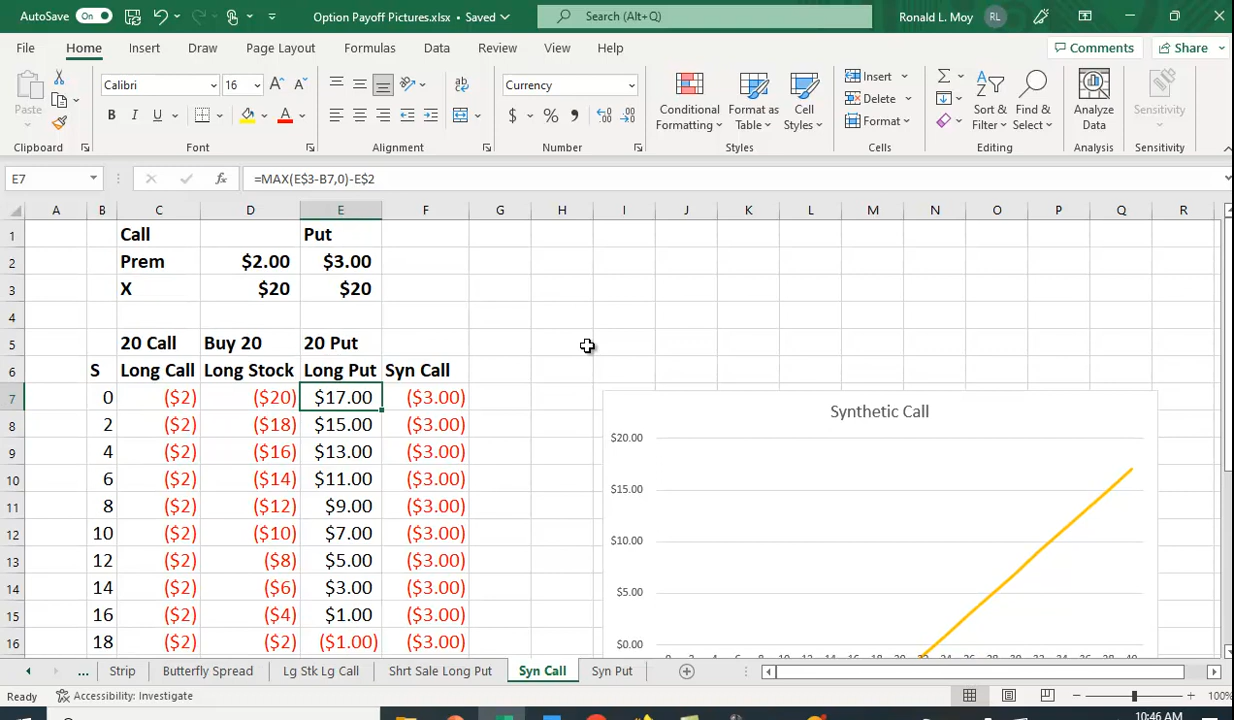 AutoSave On Option Payoff Pictures.xlsx • Saved Search (Alt+Q) Ronald L. Moy RL
File Home Insert Draw Page Layout Formulas Data Review View Help Comments Share
Paste Calibri 16 A A B I U A ab Currency $ % 9 Conditional Formatting Format as Table Cell Styles Insert Delete Format Sort & Filter Find & Select Analyze Data Sensitivity
Clipboard Font Alignment Number Styles Cells Editing Analysis Sensitivity
E7 fx =MAX(E$3-B7,0)-E$2
A B C D E F G H I J K L M N O P Q R
1 Call Put
2 Prem $2.00 $3.00
3 X $20 $20
4
5 20 Call Buy 20 20 Put
6 S Long Call Long Stock Long Put Syn Call
7 0 ($2) ($20) $17.00 ($3.00)
8 2 ($2) ($18) $15.00 ($3.00)
9 4 ($2) ($16) $13.00 ($3.00)
10 6 ($2) ($14) $11.00 ($3.00)
11 8 ($2) ($12) $9.00 ($3.00)
12 10 ($2) ($10) $7.00 ($3.00)
13 12 ($2) ($8) $5.00 ($3.00)
14 14 ($2) ($6) $3.00 ($3.00)
15 16 ($2) ($4) $1.00 ($3.00)
16 18 ($2) ($2) ($1.00) ($3.00)
Synthetic Call
$20.00
$15.00
$10.00
$5.00
$0.00
... Strip Butterfly Spread Lg Stk Lg Call Shrt Sale Long Put Syn Call Syn Put
Ready Accessibility: Investigate 100%
10:46 AM